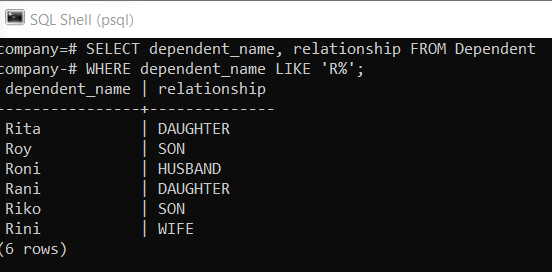 SQL Shell (psql)
company=# SELECT dependent_name, relationship FROM Dependent
company-# WHERE dependent_name LIKE 'R%';
 dependent_name | relationship
----------------+--------------
 Rita           | DAUGHTER
 Roy            | SON
 Roni           | HUSBAND
 Rani           | DAUGHTER
 Riko           | SON
 Rini           | WIFE
(6 rows)